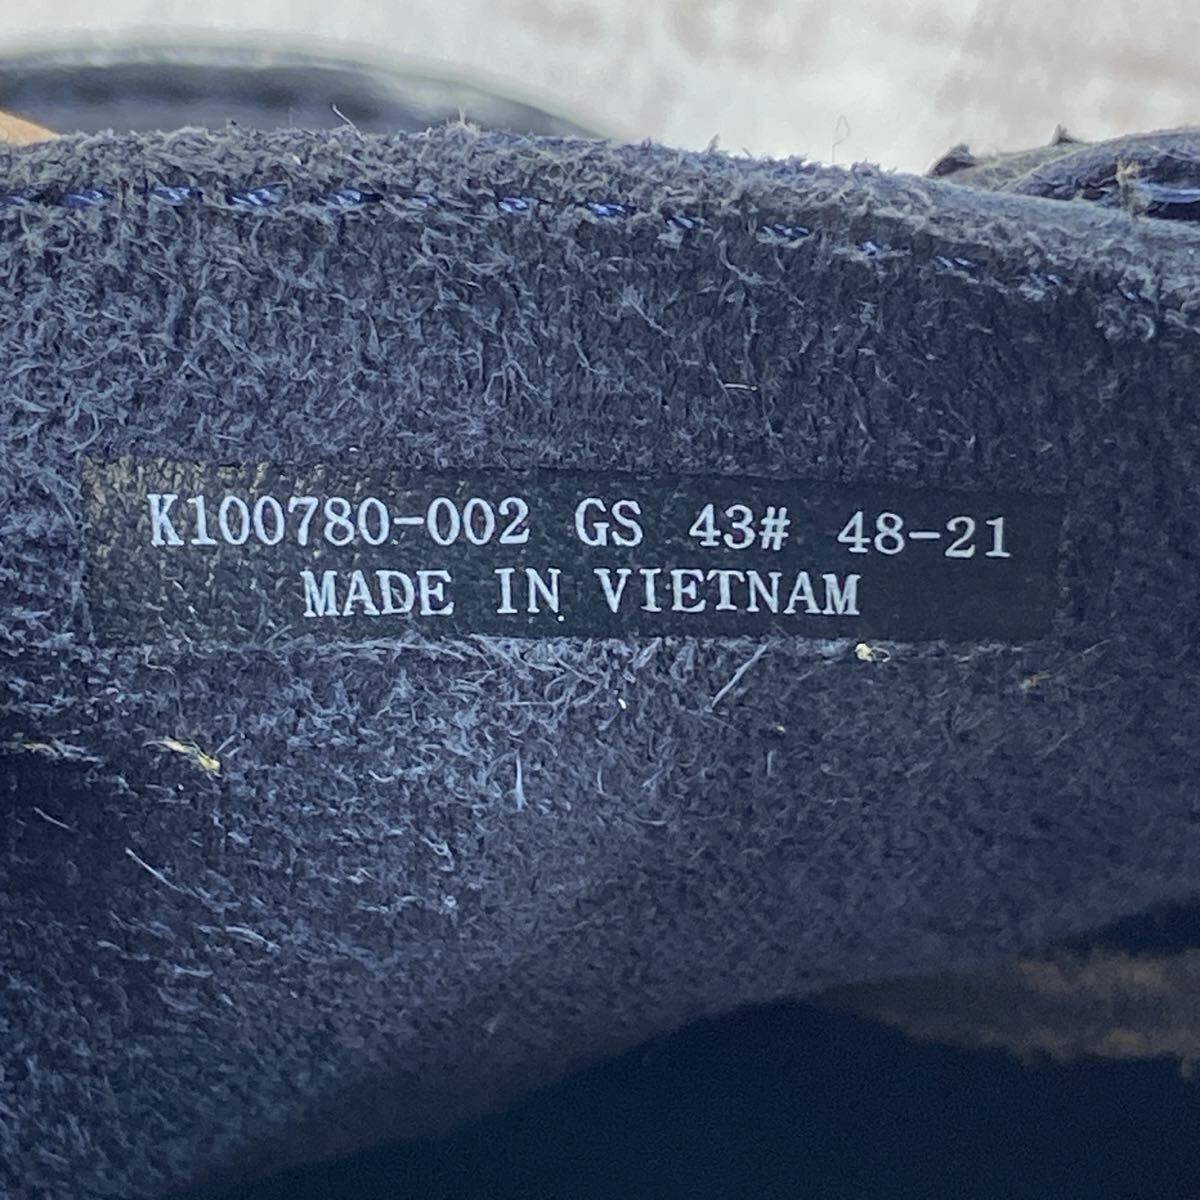 K100780-002 GS 43# 48-21
MADE IN VIETNAM